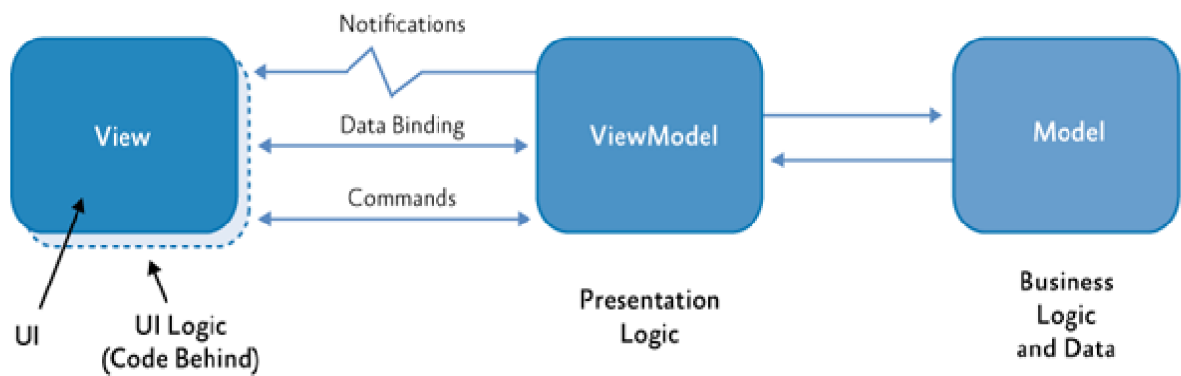 Notifications
View
Data Binding
ViewModel
Model
Commands
UI
UI Logic
(Code Behind)
Presentation
Logic
Business
Logic
and Data